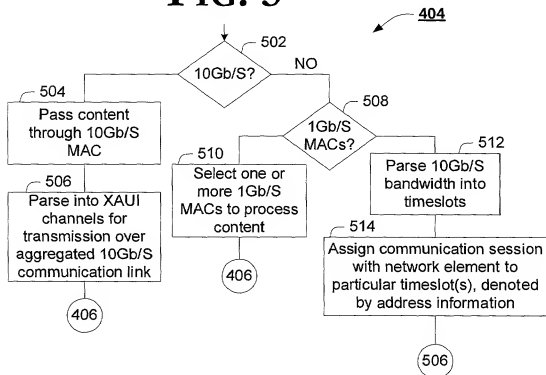 FIG. 5
404
502
10Gb/S?
NO
504
Pass content
through 10Gb/S
MAC
508
1Gb/S
MACs?
506
Parse into XAUI
channels for
transmission over
aggregated 10Gb/S
communication link
510
Select one or
more 1Gb/S
MACs to process
content
512
Parse 10Gb/S
bandwidth into
timeslots
514
Assign communication session
with network element to
particular timeslot(s), denoted
by address information
406
406
506